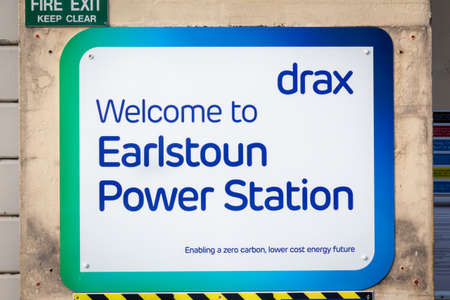 FIRE EXIT
KEEP CLEAR
drax
Welcome to
Earlstoun
Power Station
Enabling a zero carbon, lower cost energy future